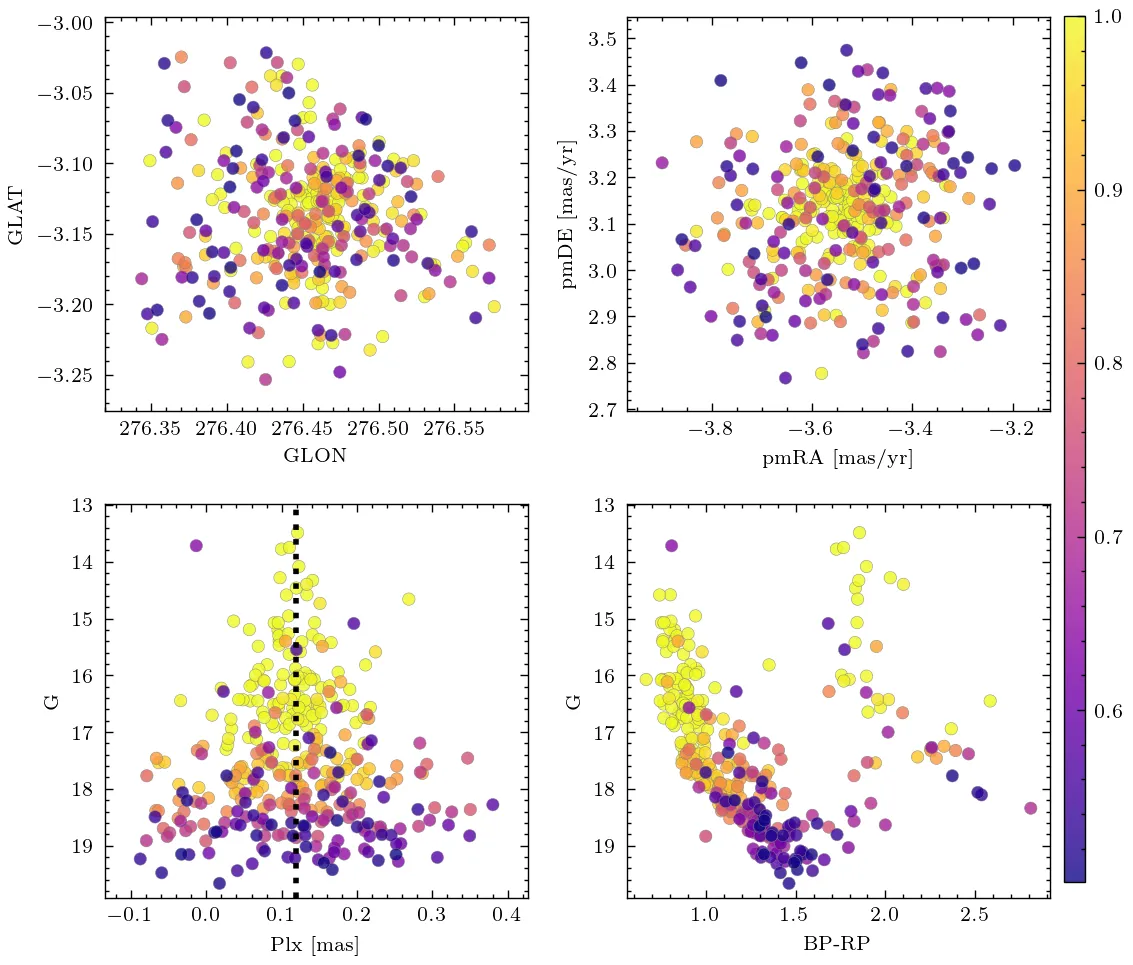 −3.00
−3.05
−3.10
−3.15
−3.20
−3.25
GLAT
276.35 276.40 276.45 276.50 276.55
GLON
3.5
3.4
3.3
3.2
3.1
3.0
2.9
2.8
2.7
pmDE [mas/yr]
−3.8 −3.6 −3.4 −3.2
pmRA [mas/yr]
1.0
0.9
0.8
0.7
0.6
13
14
15
16
17
18
19
G
−0.1 0.0 0.1 0.2 0.3 0.4
Plx [mas]
13
14
15
16
17
18
19
G
1.0 1.5 2.0 2.5
BP-RP